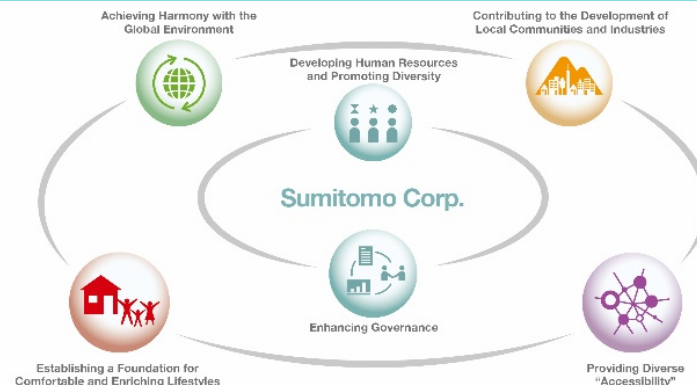 Achieving Harmony with the
Global Environment
Contributing to the Development of
Local Communities and Industries
Developing Human Resources
and Promoting Diversity
Sumitomo Corp.
Enhancing Governance
Establishing a Foundation for
Comfortable and Enriching Lifestyles
Providing Diverse
“Accessibility”